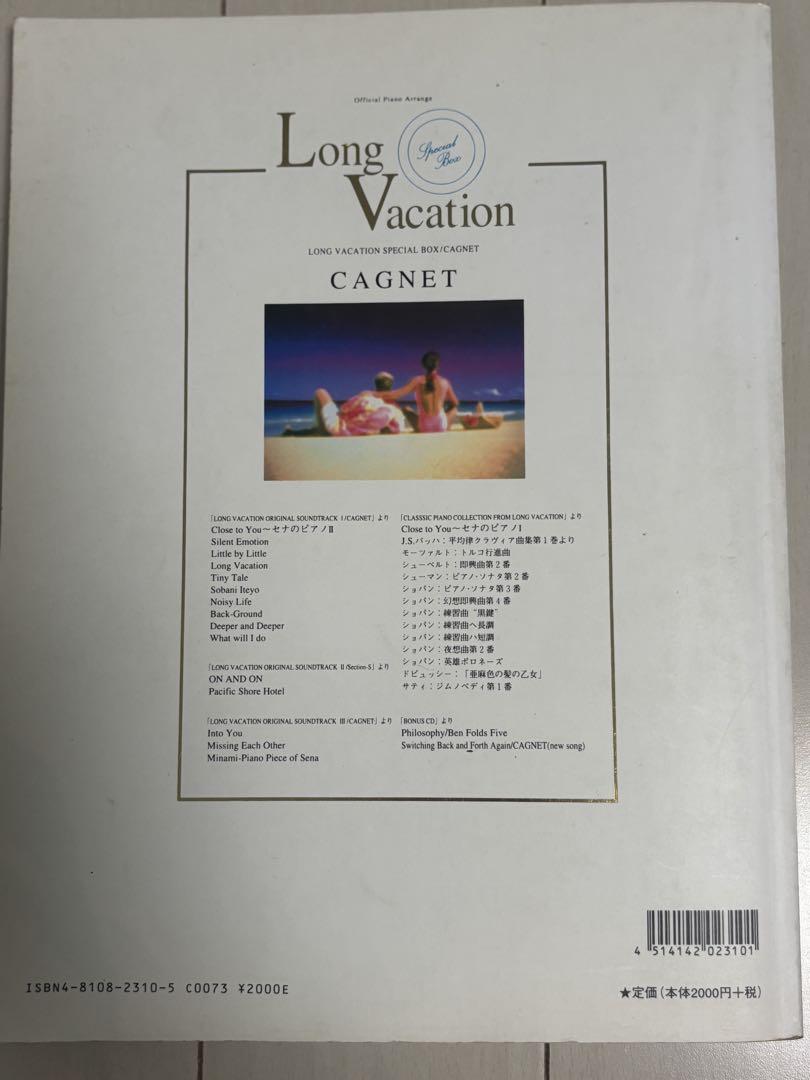 Official Piano Arrange
Long
Vacation
Special
Box
LONG VACATION SPECIAL BOX/CAGNET
CAGNET
「LONG VACATION ORIGINAL SOUNDTRACK I/CAGNET」より
Close to You〜セナのピアノII
Silent Emotion
Little by Little
Long Vacation
Tiny Tale
Sobani Iteyo
Noisy Life
Back-Ground
Deeper and Deeper
What will I do
「LONG VACATION ORIGINAL SOUNDTRACK II/Section-S」より
ON AND ON
Pacific Shore Hotel
「LONG VACATION ORIGINAL SOUNDTRACK III/CAGNET」より
Into You
Missing Each Other
Minami-Piano Piece of Sena
「CLASSSIC PIANO COLLECTION FROM LONG VACATION」より
Close to You〜セナのピアノI
J.S.バッハ：平均律クラヴィア曲集第1巻より
モーツァルト：トルコ行進曲
シューベルト：即興曲第2番
シューマン：ピアノ・ソナタ第2番
ショパン：ピアノ・ソナタ第3番
ショパン：幻想即興曲第4番
ショパン：練習曲“黒鍵”
ショパン：練習曲ヘ長調
ショパン：練習曲ハ短調
ショパン：夜想曲第2番
ショパン：英雄ポロネーズ
ドビュッシー：「亜麻色の髪の乙女」
サティ：ジムノペディ第1番
「BONUS CD」より
Philosophy/Ben Folds Five
Switching Back and Forth Again/CAGNET(new song)
4 514142 023101
ISBN4-8108-2310-5 C0073 ¥2000E
★定価(本体2000円+税)